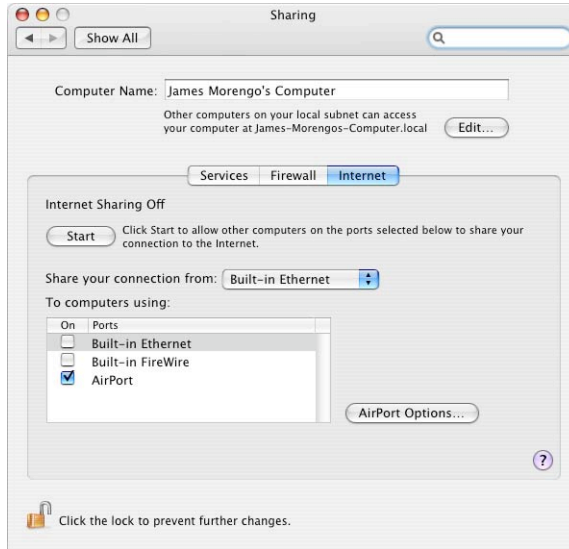 Sharing
Show All
Computer Name: James Morengo's Computer
Other computers on your local subnet can access
your computer at James-Morengos-Computer.local
Edit...
Services Firewall Internet
Internet Sharing Off
Start
Click Start to allow other computers on the ports selected below to share your
connection to the Internet.
Share your connection from: Built-in Ethernet
To computers using:
On Ports
Built-in Ethernet
Built-in FireWire
AirPort
AirPort Options...
?
Click the lock to prevent further changes.